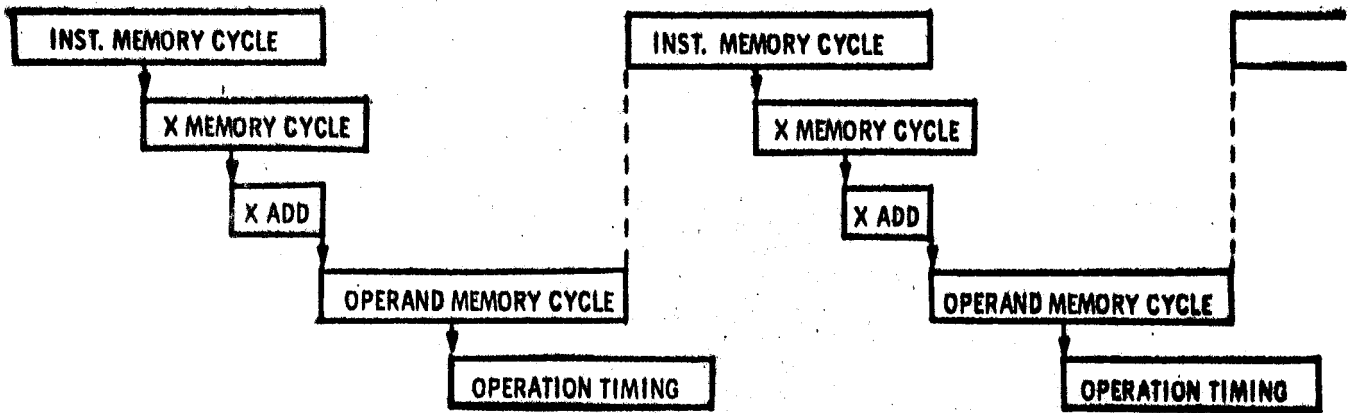 INST. MEMORY CYCLE
X MEMORY CYCLE
X ADD
OPERAND MEMORY CYCLE
OPERATION TIMING
INST. MEMORY CYCLE
X MEMORY CYCLE
X ADD
OPERAND MEMORY CYCLE
OPERATION TIMING